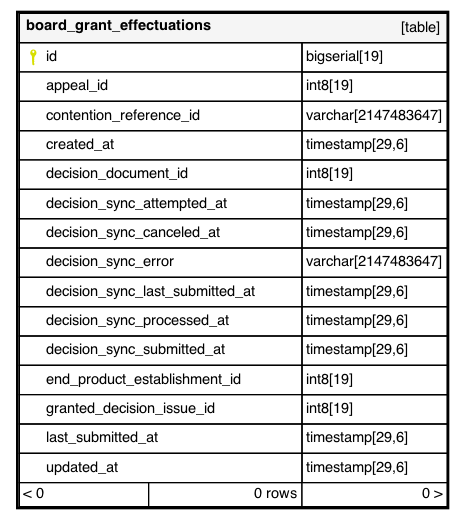 board_grant_effectuations [table]
id bigserial[19]
appeal_id int8[19]
contention_reference_id varchar[2147483647]
created_at timestamp[29,6]
decision_document_id int8[19]
decision_sync_attempted_at timestamp[29,6]
decision_sync_canceled_at timestamp[29,6]
decision_sync_error varchar[2147483647]
decision_sync_last_submitted_at timestamp[29,6]
decision_sync_processed_at timestamp[29,6]
decision_sync_submitted_at timestamp[29,6]
end_product_establishment_id int8[19]
granted_decision_issue_id int8[19]
last_submitted_at timestamp[29,6]
updated_at timestamp[29,6]
< 0 0 rows 0 >